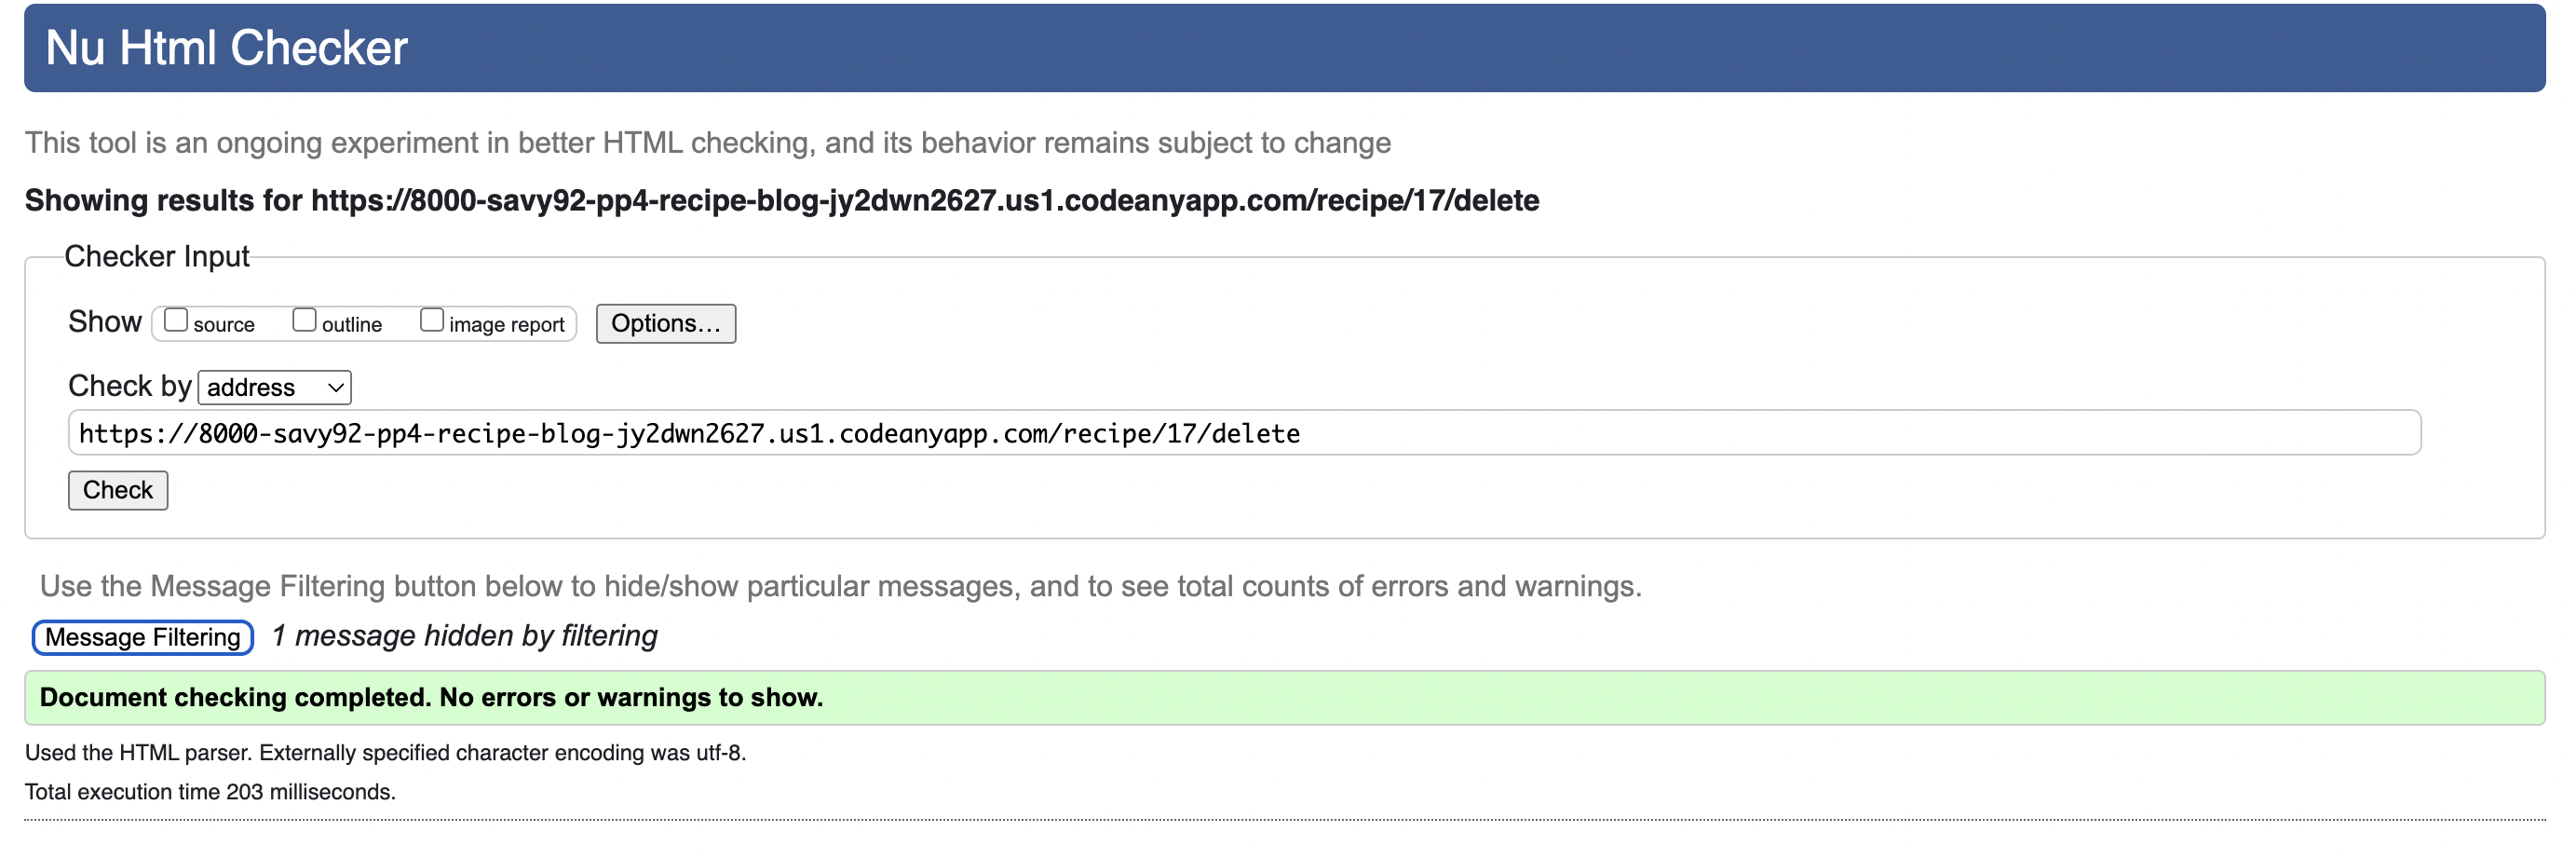 Nu Html Checker
This tool is an ongoing experiment in better HTML checking, and its behavior remains subject to change
Showing results for https://8000-savy92-pp4-recipe-blog-jy2dwn2627.us1.codeanyapp.com/recipe/17/delete
Checker Input
Show source outline image report Options...
Check by address
https://8000-savy92-pp4-recipe-blog-jy2dwn2627.us1.codeanyapp.com/recipe/17/delete
Check
Use the Message Filtering button below to hide/show particular messages, and to see total counts of errors and warnings.
Message Filtering 1 message hidden by filtering
Document checking completed. No errors or warnings to show.
Used the HTML parser. Externally specified character encoding was utf-8.
Total execution time 203 milliseconds.